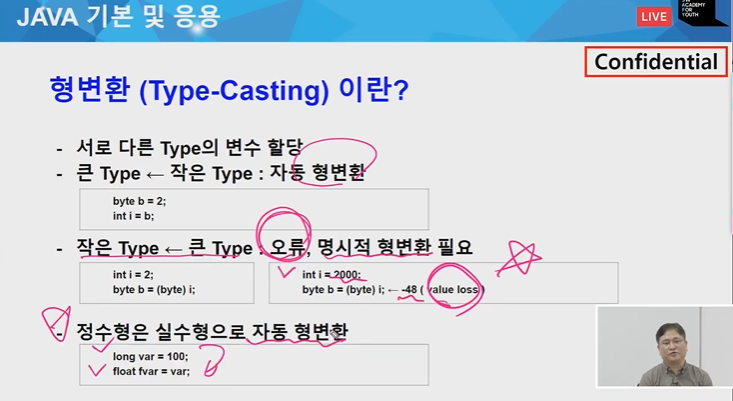 JAVA 기본 및 응용
LIVE
ACADEMY
FOR
YOUTH
Confidential
형변환 (Type-Casting) 이란?
- 서로 다른 Type의 변수 할당
- 큰 Type ← 작은 Type : 자동 형변환
byte b = 2;
int i = b;
- 작은 Type ← 큰 Type : 오류, 명시적 형변환 필요
int i = 2;
byte b = (byte) i;
int i = 2000;
byte b = (byte) i; ← -48 ( value loss )
- 정수형은 실수형으로 자동 형변환
long var = 100;
float fvar = var;